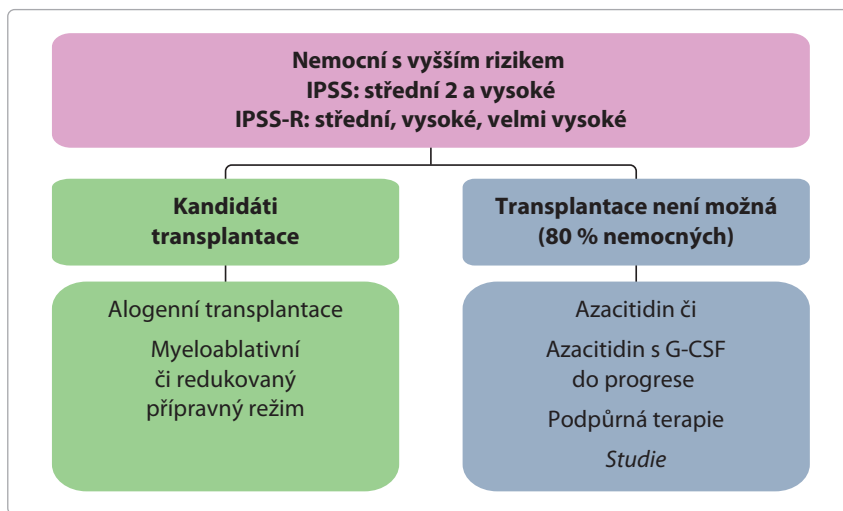 Nemocní s vyšším rizikem
IPSS: střední 2 a vysoké
IPSS-R: střední, vysoké, velmi vysoké
Kandidáti
transplantace
Transplantace není možná
(80 % nemocných)
Alogenní transplantace
Myeloablativní
či redukovaný
přípravný režim
Azacitidin či
Azacitidin s G-CSF
do progrese
Podpůrná terapie
Studie